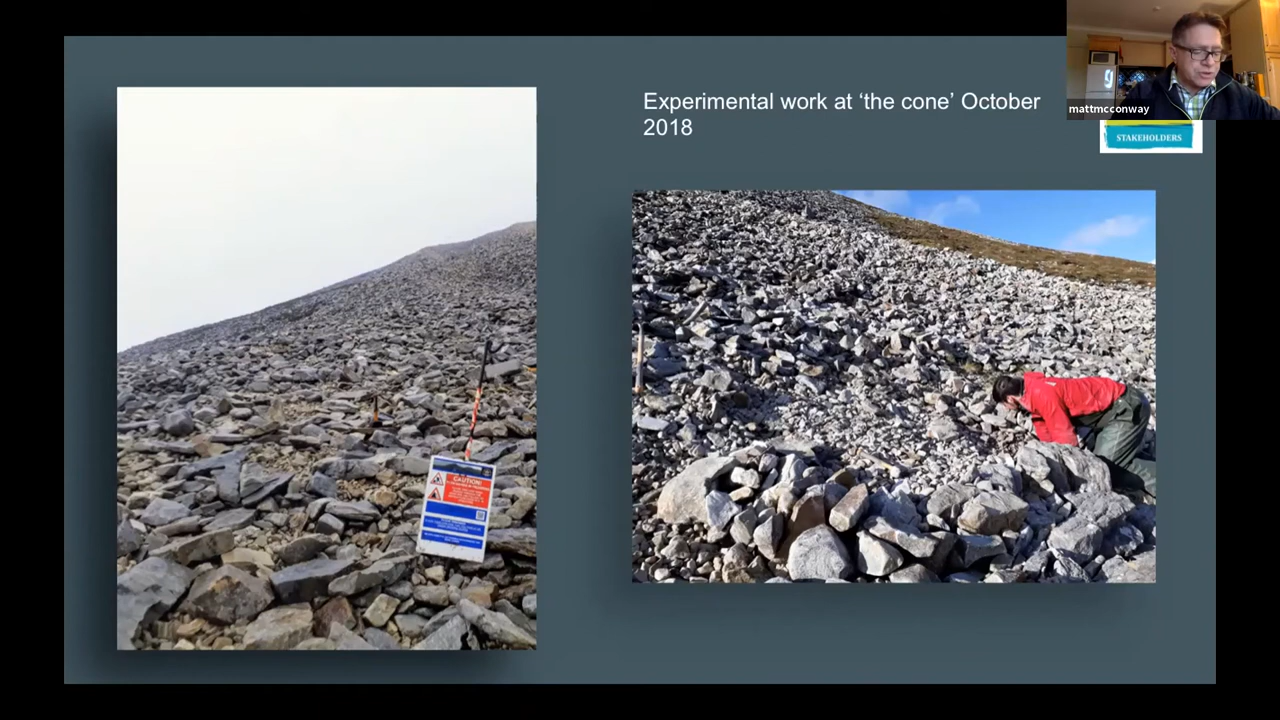 Experimental work at ‘the cone’ October
2018
mattmcconway
STAKEHOLDERS
CAUTION!